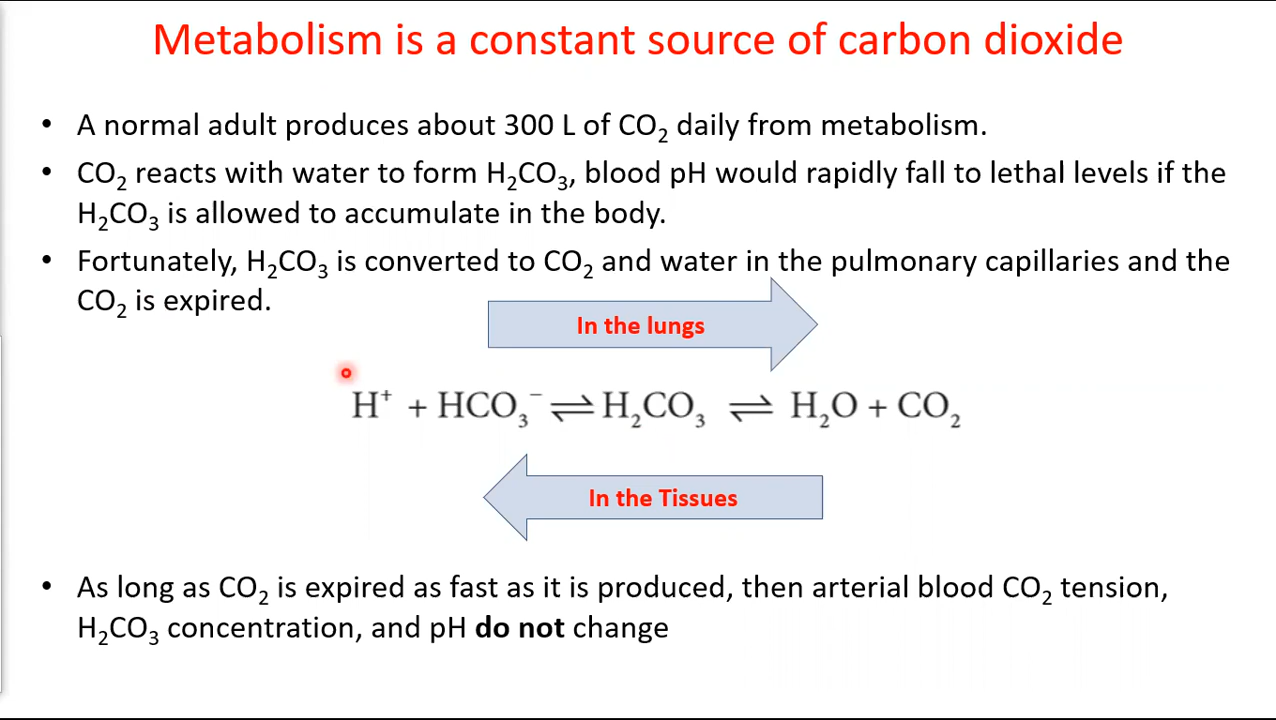 Metabolism is a constant source of carbon dioxide
• A normal adult produces about 300 L of CO₂ daily from metabolism.
• CO₂ reacts with water to form H₂CO₃, blood pH would rapidly fall to lethal levels if the
H₂CO₃ is allowed to accumulate in the body.
• Fortunately, H₂CO₃ is converted to CO₂ and water in the pulmonary capillaries and the
CO₂ is expired.
In the lungs
H⁺ + HCO₃⁻ ⇌ H₂CO₃ ⇌ H₂O + CO₂
In the Tissues
• As long as CO₂ is expired as fast as it is produced, then arterial blood CO₂ tension,
H₂CO₃ concentration, and pH do not change